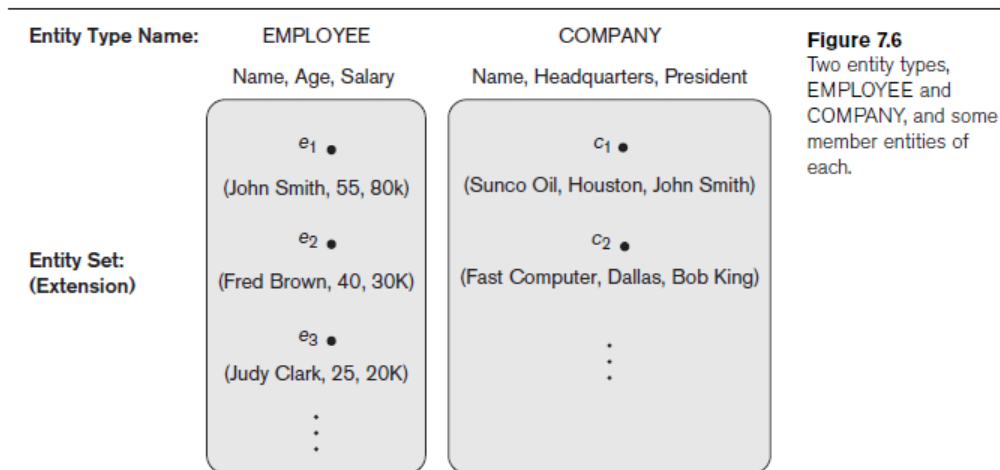 Entity Type Name: EMPLOYEE COMPANY
Name, Age, Salary Name, Headquarters, President
e1
(John Smith, 55, 80k)
e2
(Fred Brown, 40, 30K)
e3
(Judy Clark, 25, 20K)
c1
(Sunco Oil, Houston, John Smith)
c2
(Fast Computer, Dallas, Bob King)
Entity Set:
(Extension)
Figure 7.6
Two entity types,
EMPLOYEE and
COMPANY, and some
member entities of
each.